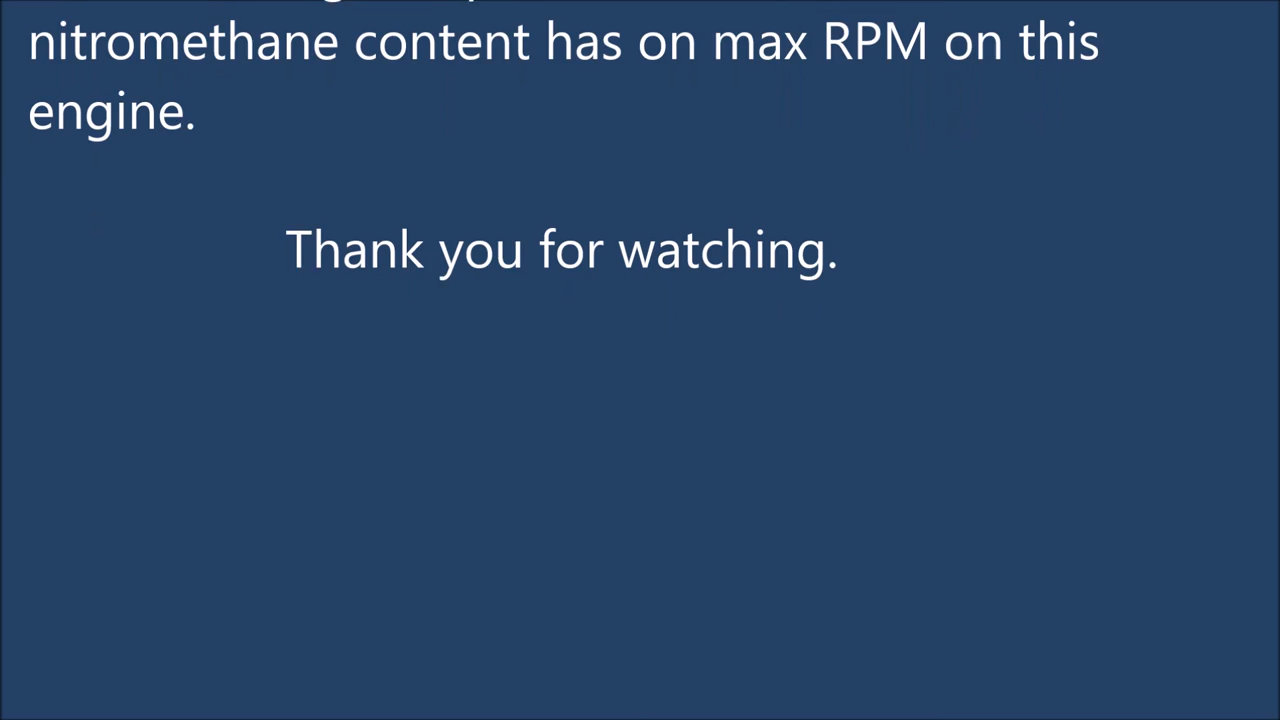 nitromethane content has on max RPM on this
engine.
Thank you for watching.